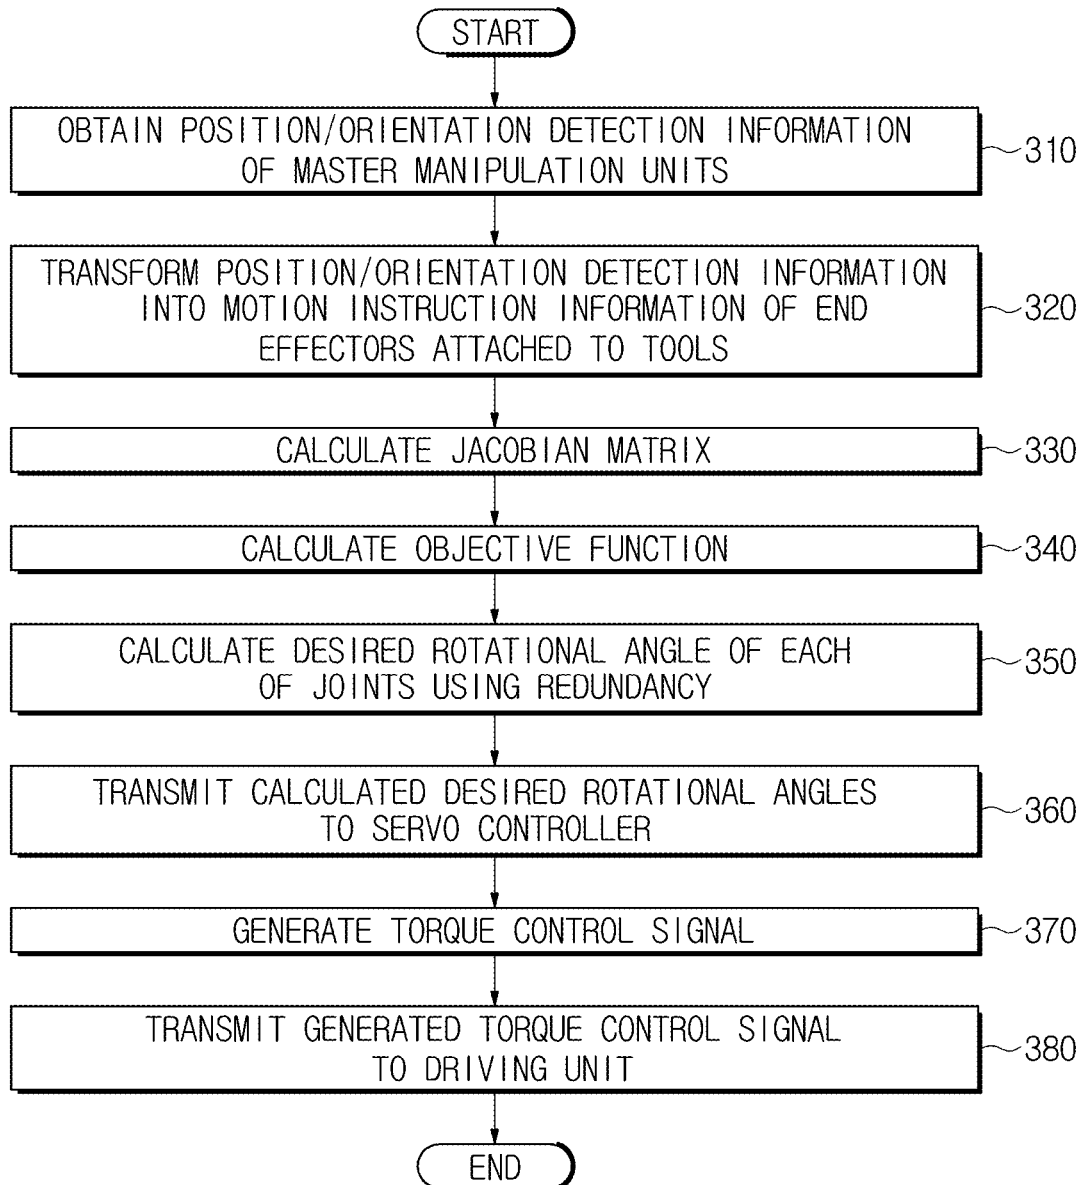 START
OBTAIN POSITION/ORIENTATION DETECTION INFORMATION
OF MASTER MANIPULATION UNITS
310
TRANSFORM POSITION/ORIENTATION DETECTION INFORMATION
INTO MOTION INSTRUCTION INFORMATION OF END
EFFECTORS ATTACHED TO TOOLS
320
CALCULATE JACOBIAN MATRIX
330
CALCULATE OBJECTIVE FUNCTION
340
CALCULATE DESIRED ROTATIONAL ANGLE OF EACH
OF JOINTS USING REDUNDANCY
350
TRANSMIT CALCULATED DESIRED ROTATIONAL ANGLES
TO SERVO CONTROLLER
360
GENERATE TORQUE CONTROL SIGNAL
370
TRANSMIT GENERATED TORQUE CONTROL SIGNAL
TO DRIVING UNIT
380
END